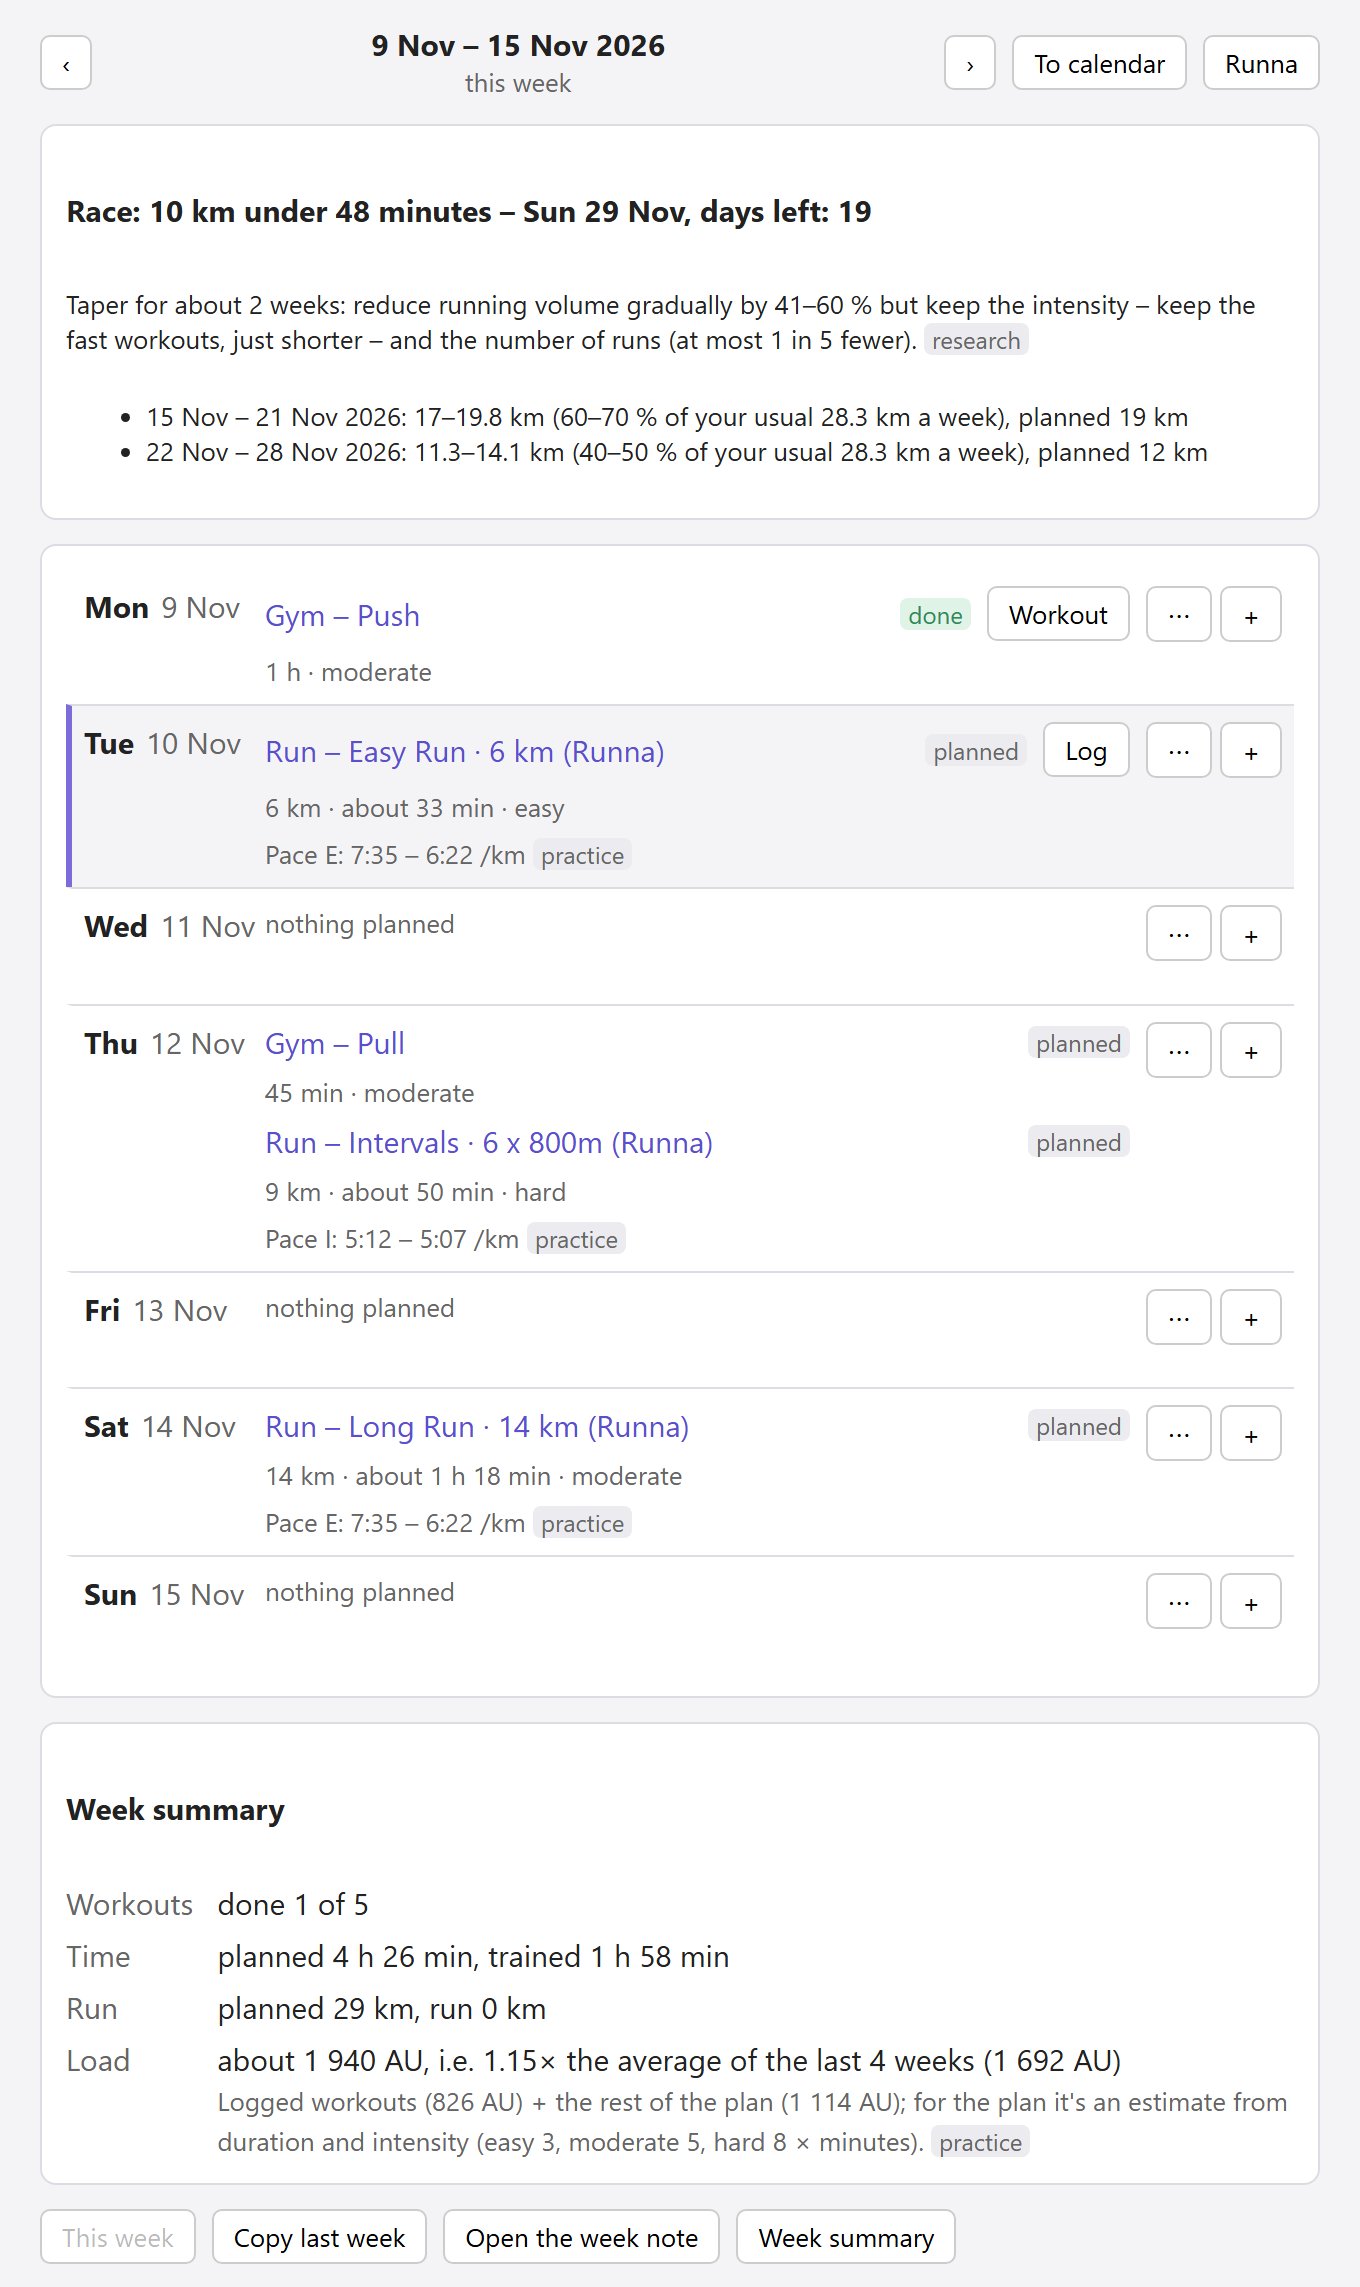 ‹
9 Nov – 15 Nov 2026
this week
›
To calendar
Runna
Race: 10 km under 48 minutes – Sun 29 Nov, days left: 19
Taper for about 2 weeks: reduce running volume gradually by 41–60 % but keep the intensity – keep the
fast workouts, just shorter – and the number of runs (at most 1 in 5 fewer). research
• 15 Nov – 21 Nov 2026: 17–19.8 km (60–70 % of your usual 28.3 km a week), planned 19 km
• 22 Nov – 28 Nov 2026: 11.3–14.1 km (40–50 % of your usual 28.3 km a week), planned 12 km
Mon 9 Nov Gym – Push done Workout ··· +
1 h · moderate
Tue 10 Nov Run – Easy Run · 6 km (Runna) planned Log ··· +
6 km · about 33 min · easy
Pace E: 7:35 – 6:22 /km practice
Wed 11 Nov nothing planned ··· +
Thu 12 Nov Gym – Pull planned ··· +
45 min · moderate
Run – Intervals · 6 x 800m (Runna) planned
9 km · about 50 min · hard
Pace I: 5:12 – 5:07 /km practice
Fri 13 Nov nothing planned ··· +
Sat 14 Nov Run – Long Run · 14 km (Runna) planned ··· +
14 km · about 1 h 18 min · moderate
Pace E: 7:35 – 6:22 /km practice
Sun 15 Nov nothing planned ··· +
Week summary
Workouts done 1 of 5
Time planned 4 h 26 min, trained 1 h 58 min
Run planned 29 km, run 0 km
Load about 1 940 AU, i.e. 1.15× the average of the last 4 weeks (1 692 AU)
Logged workouts (826 AU) + the rest of the plan (1 114 AU); for the plan it's an estimate from
duration and intensity (easy 3, moderate 5, hard 8 × minutes). practice
This week
Copy last week
Open the week note
Week summary